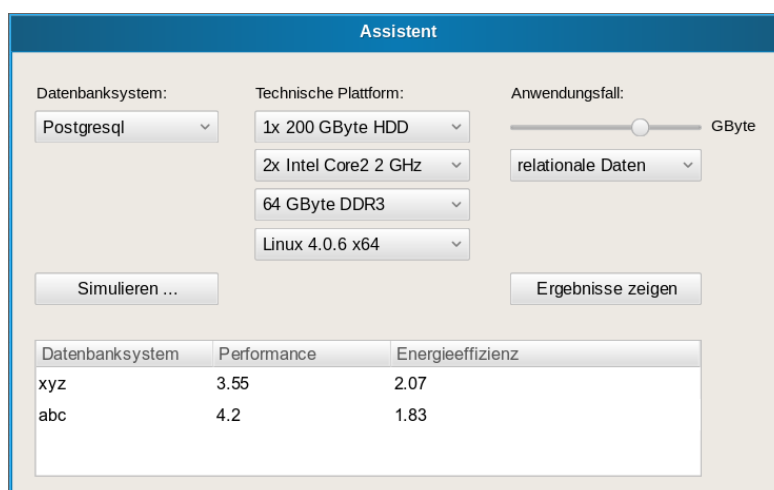 Assistent
Datenbanksystem: Technische Plattform: Anwendungsfall:
Postgresql 1x 200 GByte HDD GByte
2x Intel Core2 2 GHz relationale Daten
64 GByte DDR3
Linux 4.0.6 x64
Simulieren ... Ergebnisse zeigen
Datenbanksystem Performance Energieeffizienz
xyz 3.55 2.07
abc 4.2 1.83